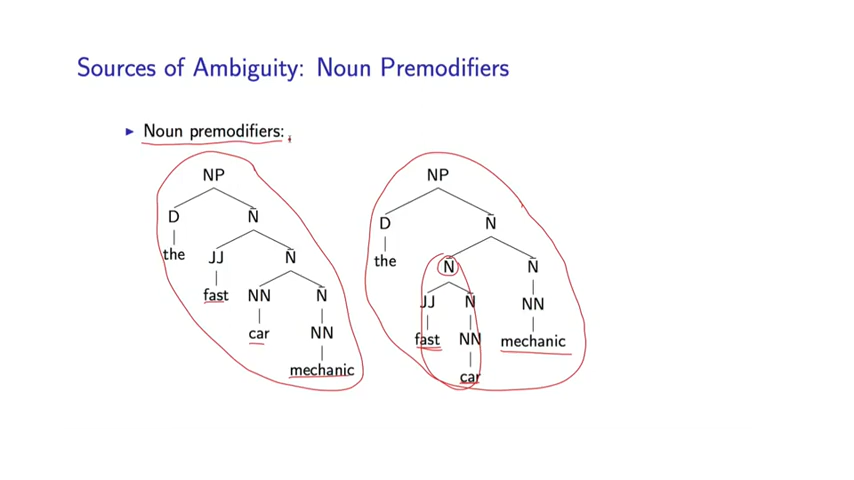 Sources of Ambiguity: Noun Premodifiers
▶ Noun premodifiers:
NP NP
D N̄ D N̄
the JJ N̄ the N̄ N̄
fast NN N̄ JJ N̄ NN
car NN fast NN mechanic
mechanic car